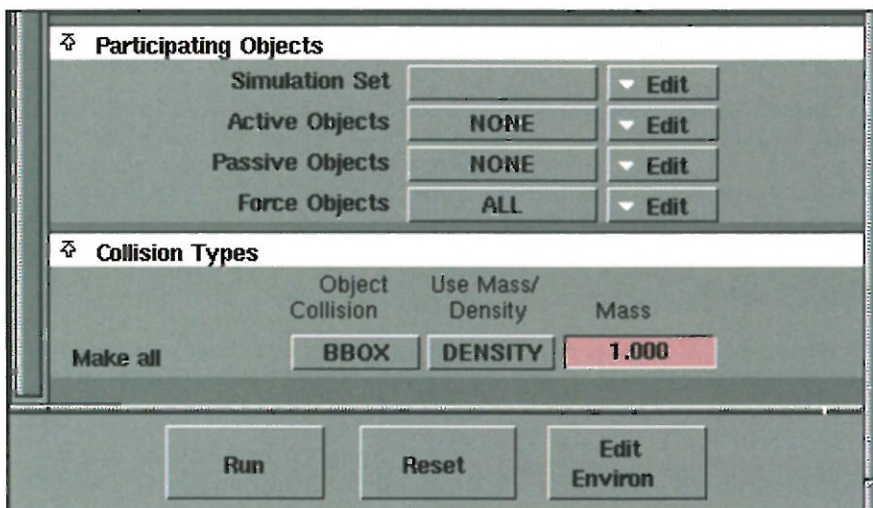 Participating Objects
Simulation Set Edit
Active Objects NONE Edit
Passive Objects NONE Edit
Force Objects ALL Edit
Collision Types
Object Use Mass/
Collision Density Mass
Make all BBOX DENSITY 1.000
Run Reset Edit
Environ